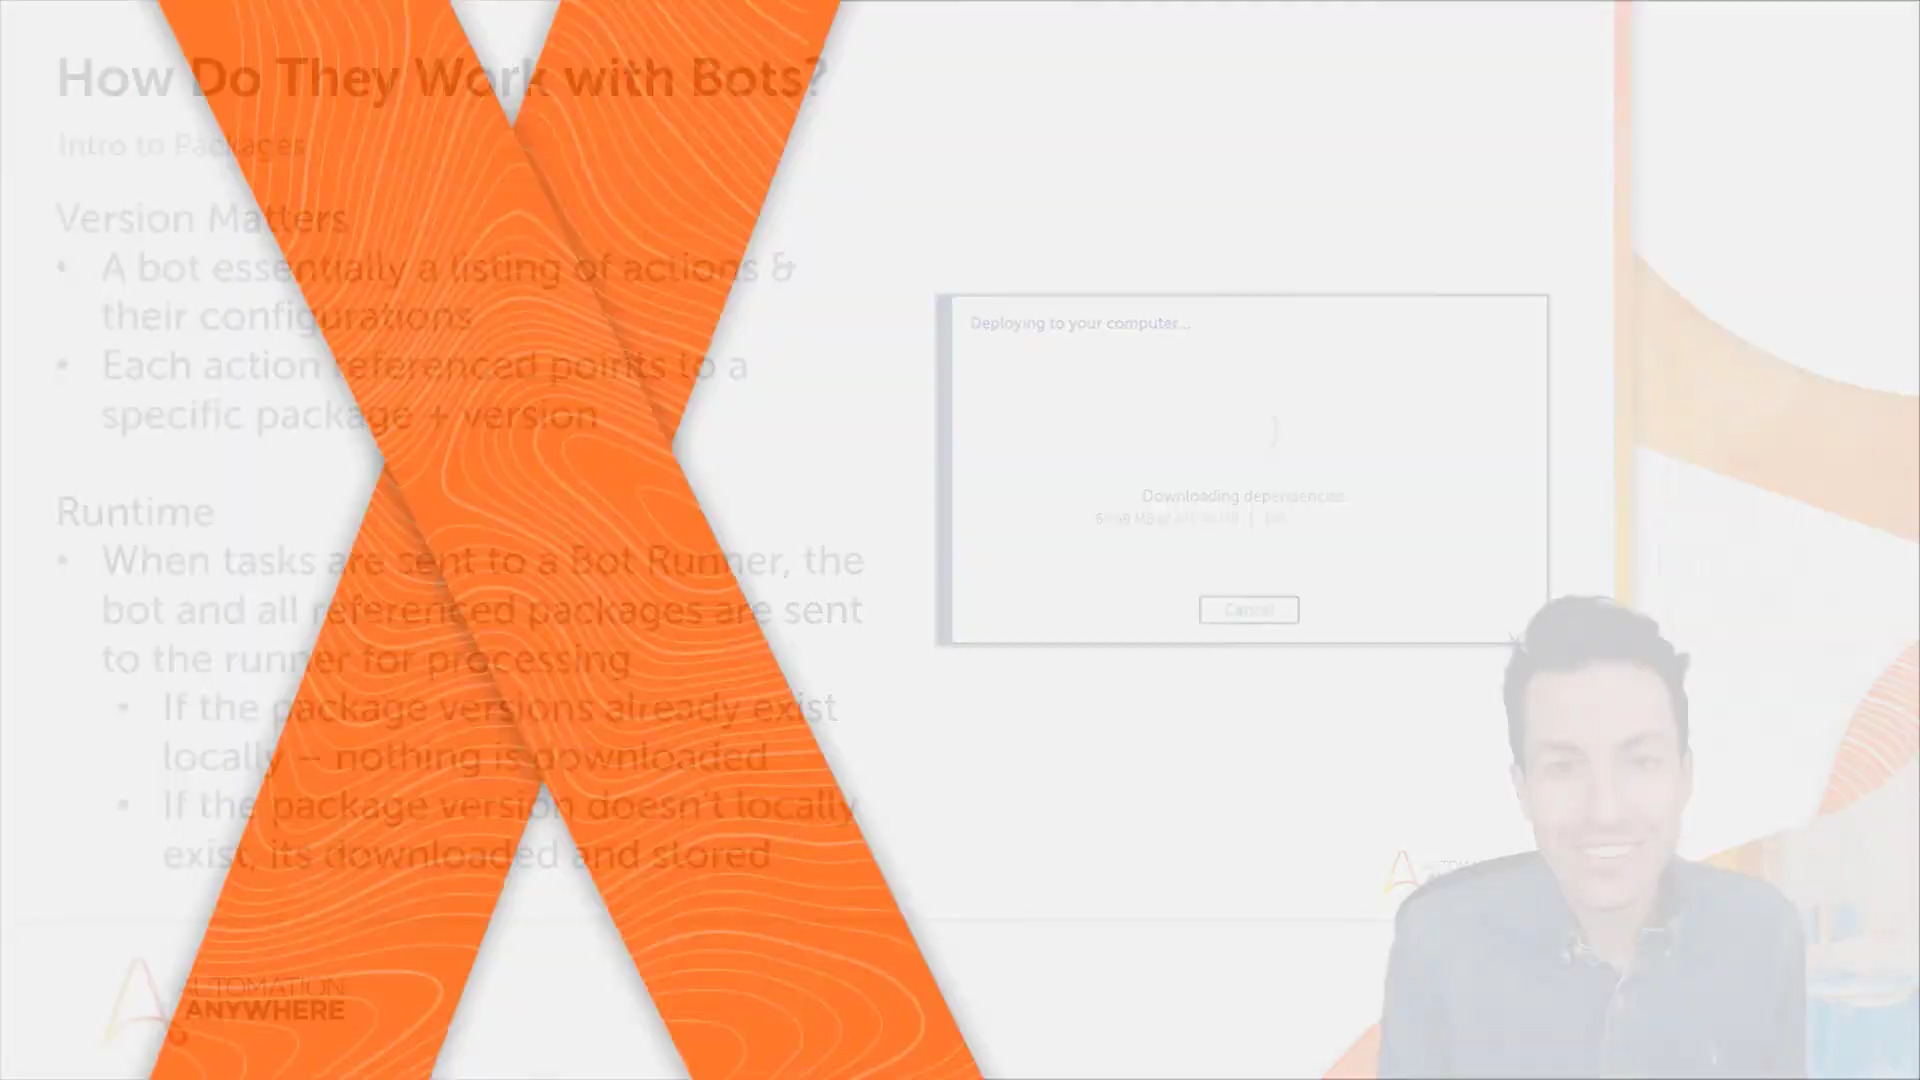 How Do They Work with Bots?
Intro to Packages
Version Matters
• A bot essentially a listing of actions &
their configurations
• Each action referenced points to a
specific package + version
Runtime
• When tasks are sent to a Bot Runner, the
bot and all referenced packages are sent
to the runner for processing
• If the package versions already exist
locally – nothing is downloaded
• If the package version doesn't locally
exist, its downloaded and stored
Deploying to your computer...
Downloading dependencies
MB of
Cancel
AUTOMATION
ANYWHERE